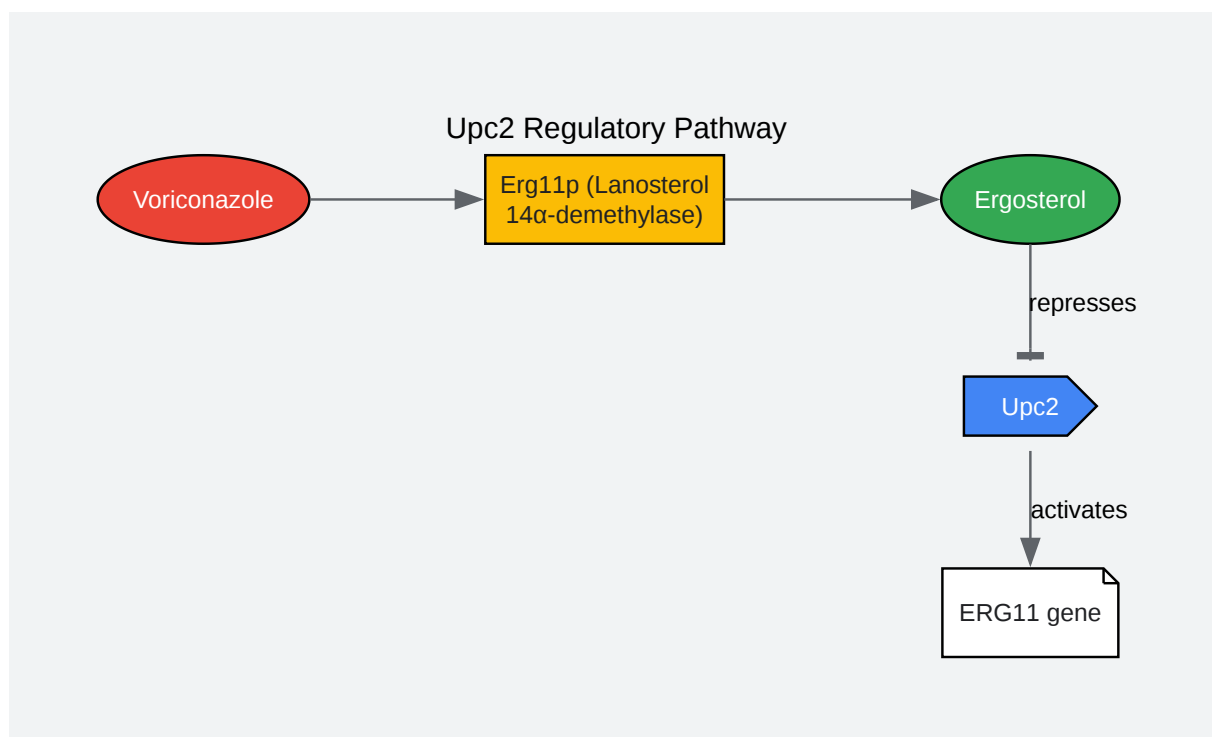 Upc2 Regulatory Pathway
Voriconazole
Erg11p (Lanosterol
14α-demethylase)
Ergosterol
represses
Upc2
activates
ERG11 gene